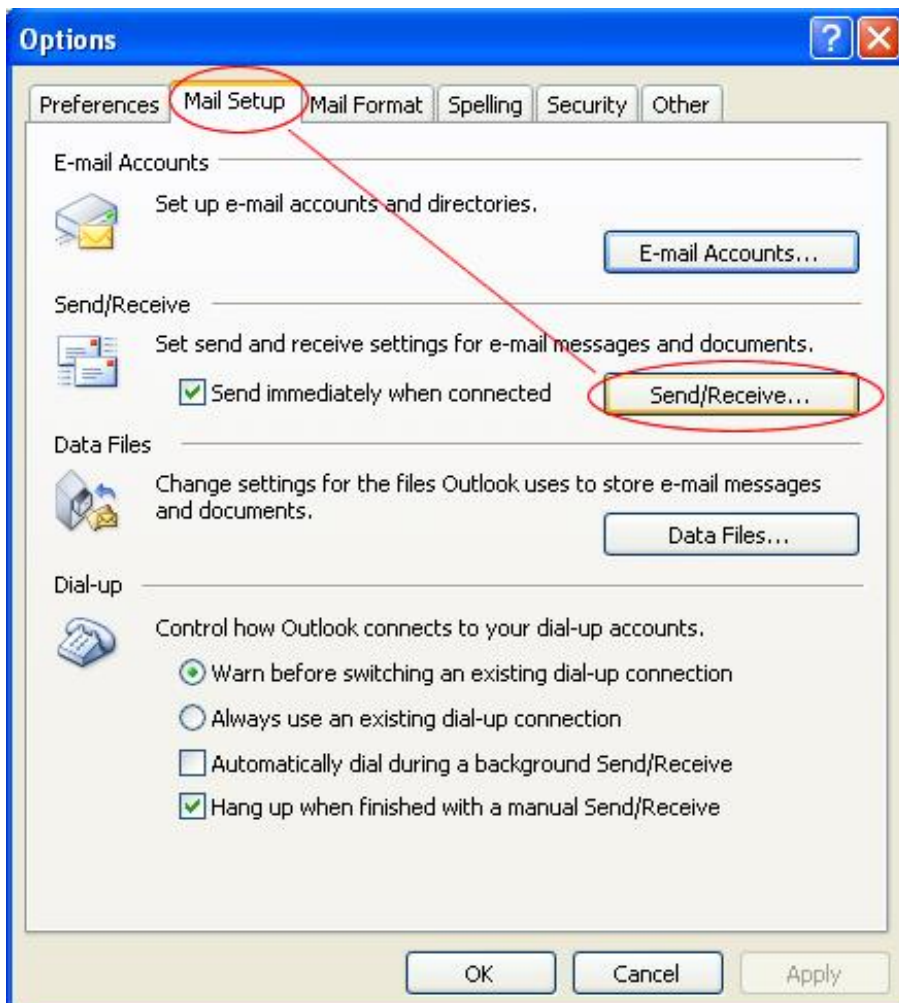 Options
Preferences Mail Setup Mail Format Spelling Security Other
E-mail Accounts
Set up e-mail accounts and directories.
E-mail Accounts...
Send/Receive
Set send and receive settings for e-mail messages and documents.
Send immediately when connected Send/Receive...
Data Files
Change settings for the files Outlook uses to store e-mail messages
and documents.
Data Files...
Dial-up
Control how Outlook connects to your dial-up accounts.
Warn before switching an existing dial-up connection
Always use an existing dial-up connection
Automatically dial during a background Send/Receive
Hang up when finished with a manual Send/Receive
OK Cancel Apply